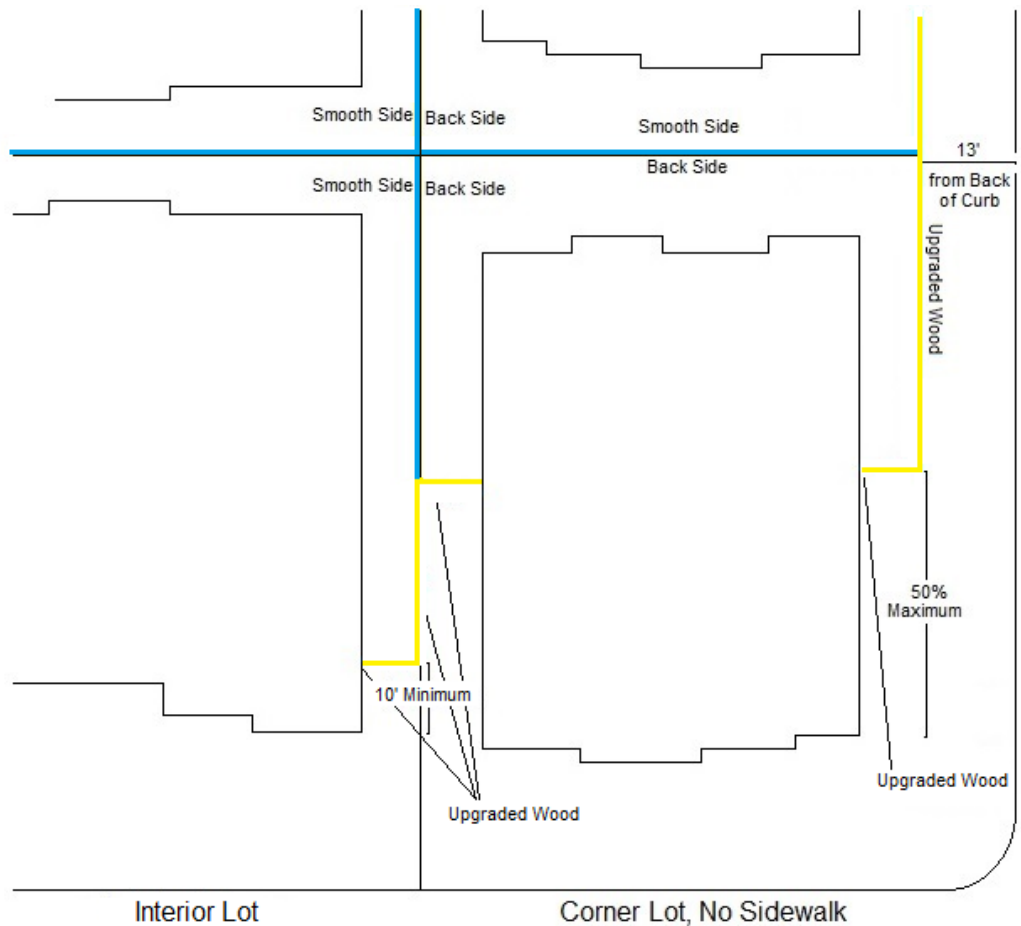 Smooth Side
Back Side
Smooth Side
Back Side
13'
from Back
of Curb
Smooth Side
Back Side
Upgraded Wood
50%
Maximum
10' Minimum
Upgraded Wood
Upgraded Wood
Interior Lot
Corner Lot, No Sidewalk